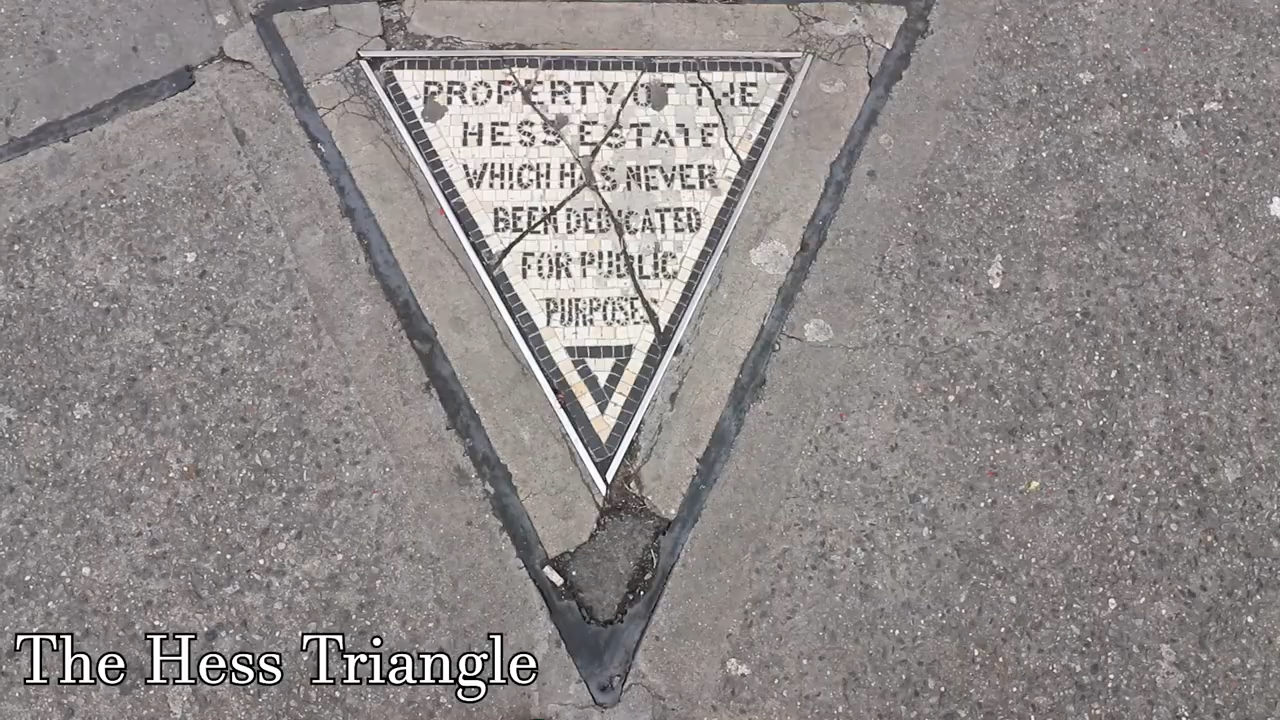 PROPERTY OF THE
HESS ESTATE
WHICH HAS NEVER
BEEN DEDICATED
FOR PUBLIC
PURPOSES
The Hess Triangle